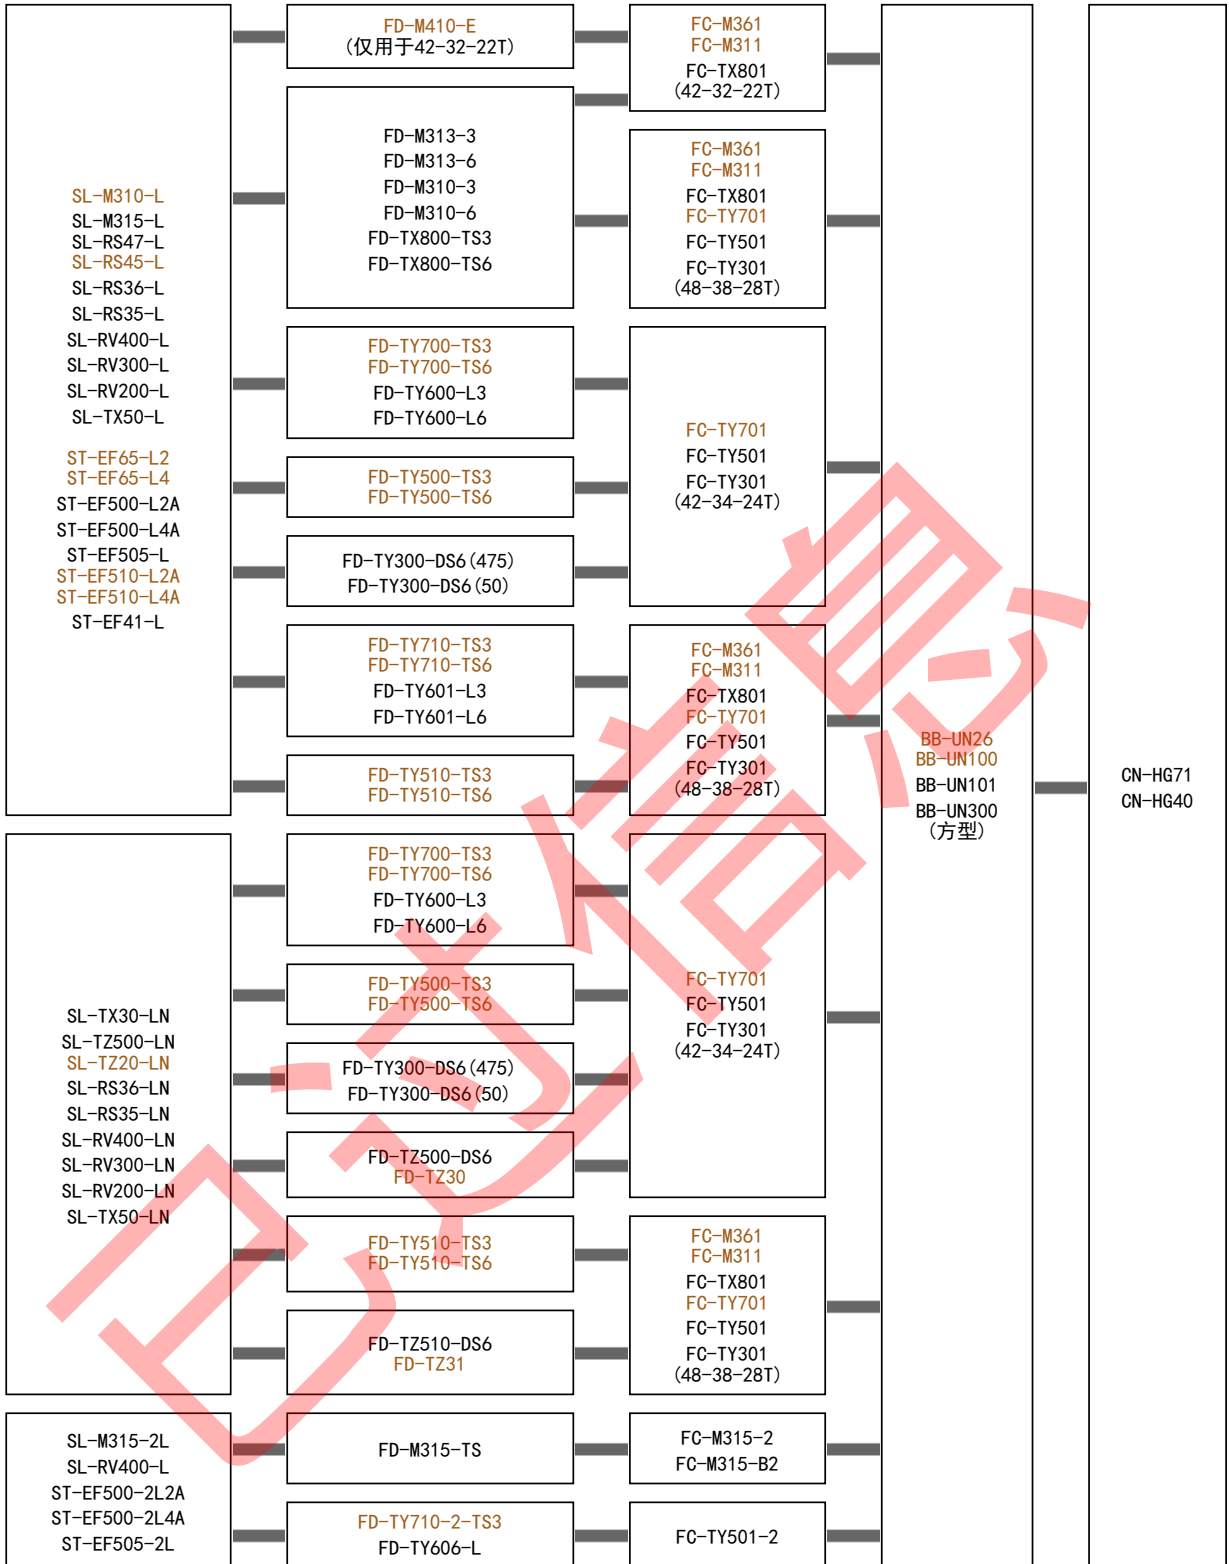 SL-M310-L
SL-M315-L
SL-RS47-L
SL-RS45-L
SL-RS36-L
SL-RS35-L
SL-RV400-L
SL-RV300-L
SL-RV200-L
SL-TX50-L
ST-EF65-L2
ST-EF65-L4
ST-EF500-L2A
ST-EF500-L4A
ST-EF505-L
ST-EF510-L2A
ST-EF510-L4A
ST-EF41-L
FD-M410-E
(仅用于42-32-22T)
FD-M313-3
FD-M313-6
FD-M310-3
FD-M310-6
FD-TX800-TS3
FD-TX800-TS6
FD-TY700-TS3
FD-TY700-TS6
FD-TY600-L3
FD-TY600-L6
FD-TY500-TS3
FD-TY500-TS6
FD-TY300-DS6(475)
FD-TY300-DS6(50)
FD-TY710-TS3
FD-TY710-TS6
FD-TY601-L3
FD-TY601-L6
FD-TY510-TS3
FD-TY510-TS6
FC-M361
FC-M311
FC-TX801
(42-32-22T)
FC-M361
FC-M311
FC-TX801
FC-TY701
FC-TY501
FC-TY301
(48-38-28T)
FC-TY701
FC-TY501
FC-TY301
(42-34-24T)
FC-M361
FC-M311
FC-TX801
FC-TY701
FC-TY501
FC-TY301
(48-38-28T)
SL-TX30-LN
SL-TZ500-LN
SL-TZ20-LN
SL-RS36-LN
SL-RS35-LN
SL-RV400-LN
SL-RV300-LN
SL-RV200-LN
SL-TX50-LN
FD-TY700-TS3
FD-TY700-TS6
FD-TY600-L3
FD-TY600-L6
FD-TY500-TS3
FD-TY500-TS6
FD-TY300-DS6(475)
FD-TY300-DS6(50)
FD-TZ500-DS6
FD-TZ30
FD-TY510-TS3
FD-TY510-TS6
FD-TZ510-DS6
FD-TZ31
FC-TY701
FC-TY501
FC-TY301
(42-34-24T)
FC-M361
FC-M311
FC-TX801
FC-TY701
FC-TY501
FC-TY301
(48-38-28T)
SL-M315-2L
SL-RV400-L
ST-EF500-2L2A
ST-EF500-2L4A
ST-EF505-2L
FD-M315-TS
FD-TY710-2-TS3
FD-TY606-L
FC-M315-2
FC-M315-B2
FC-TY501-2
BB-UN26
BB-UN100
BB-UN101
BB-UN300
(方型)
CN-HG71
CN-HG40
已过信息